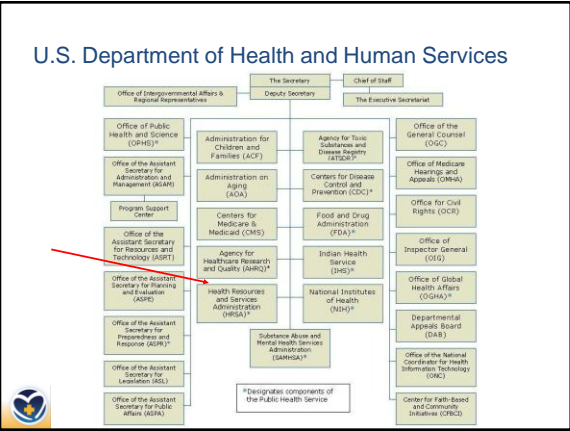 U.S. Department of Health and Human Services
The Secretary
Chief of Staff
Office of Intergovernmental Affairs &
Regional Representatives
Deputy Secretary
The Executive Secretariat
Office of Public
Health and Science
(OPHS)*
Office of the Assistant
Secretary for
Administration and
Management (ASAM)
Program Support
Center
Office of the
Assistant Secretary
for Resources and
Technology (ASRT)
Office of the Assistant
Secretary for Planning
and Evaluation
(ASPE)
Office of the Assistant
Secretary for
Preparedness and
Response (ASPR)*
Office of the Assistant
Secretary for
Legislation (ASL)
Office of the Assistant
Secretary for Public
Affairs (ASPA)
Administration for
Children and
Families (ACF)
Administration on
Aging
(AOA)
Centers for
Medicare &
Medicaid (CMS)
Agency for
Healthcare Research
and Quality (AHRQ)*
Health Resources
and Services
Administration
(HRSA)*
Substance Abuse and
Mental Health Services
Administration
(SAMHSA)*
Agency for Toxic
Substances and
Disease Registry
(ATSDR)*
Centers for Disease
Control and
Prevention (CDC)*
Food and Drug
Administration
(FDA)*
Indian Health
Service
(IHS)*
National Institutes
of Health
(NIH)*
*Designates components of
the Public Health Service
Office of the
General Counsel
(OGC)
Office of Medicare
Hearings and
Appeals (OMHA)
Office for Civil
Rights (OCR)
Office of
Inspector General
(OIG)
Office of Global
Health Affairs
(OGHA)*
Departmental
Appeals Board
(DAB)
Office of the National
Coordinator for Health
Information Technology
(ONC)
Center for Faith-Based
and Community
Initiatives (CFBCI)